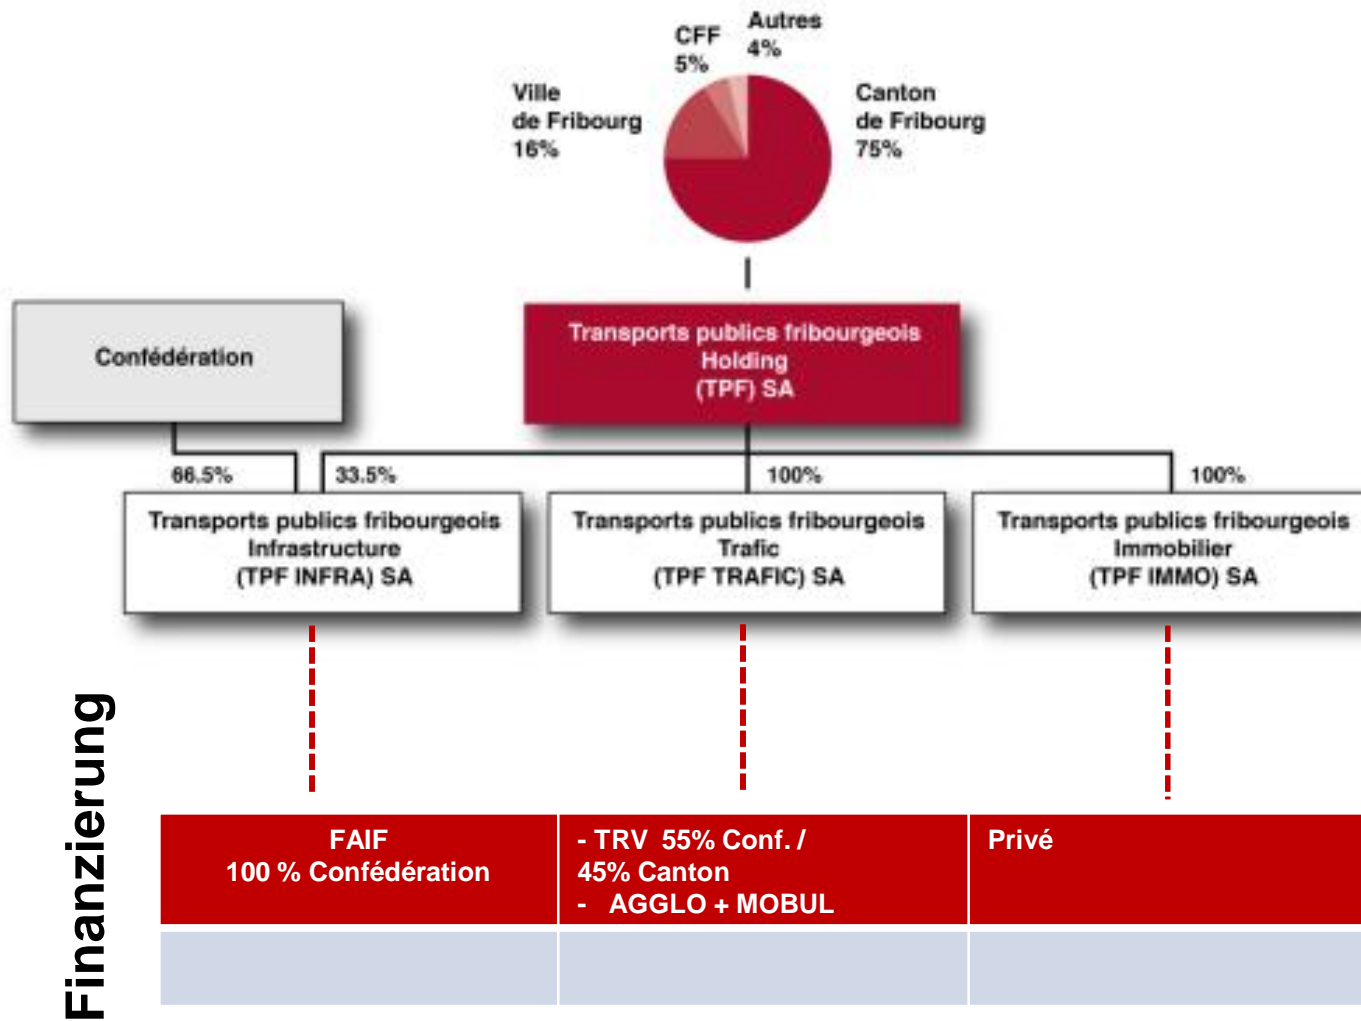 Autres
4%
CFF
5%
Ville
de Fribourg
16%
Canton
de Fribourg
75%
Confédération
Transports publics fribourgeois
Holding
(TPF) SA
66.5%
33.5%
100%
100%
Transports publics fribourgeois
Infrastructure
(TPF INFRA) SA
Transports publics fribourgeois
Trafic
(TPF TRAFIC) SA
Transports publics fribourgeois
Immobilier
(TPF IMMO) SA
Finanzierung
FAIF
100 % Confédération
- TRV 55% Conf. /
45% Canton
- AGGLO + MOBUL
Privé